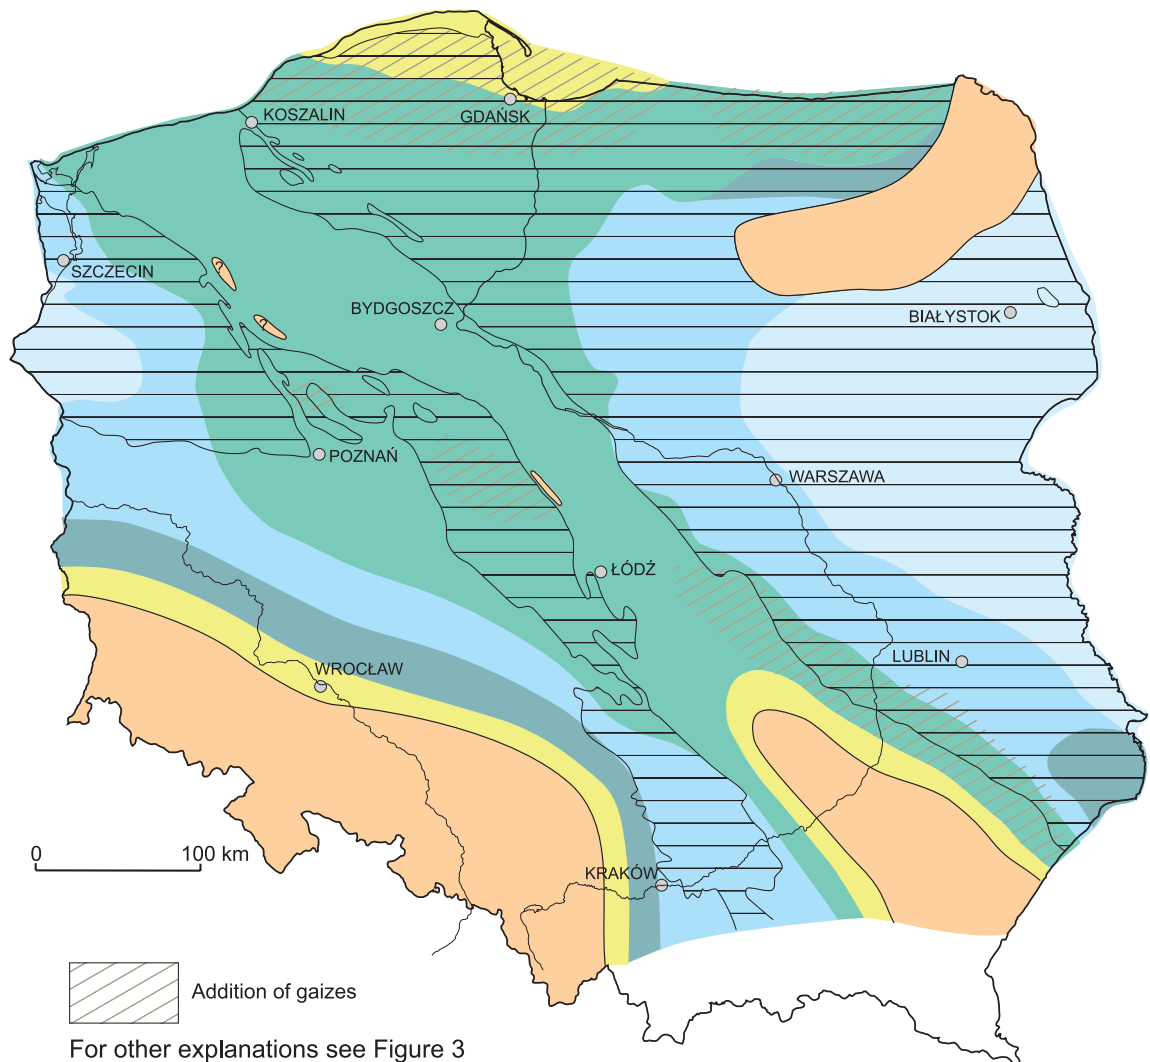 KOSZALIN
GDAŃSK
SZCZECIN
?
BYDGOSZCZ
BIAŁYSTOK
?
POZNAŃ
WARSZAWA
ŁÓDŹ
LUBLIN
WROCŁAW
0 100 km
KRAKÓW
Addition of gaizes
For other explanations see Figure 3